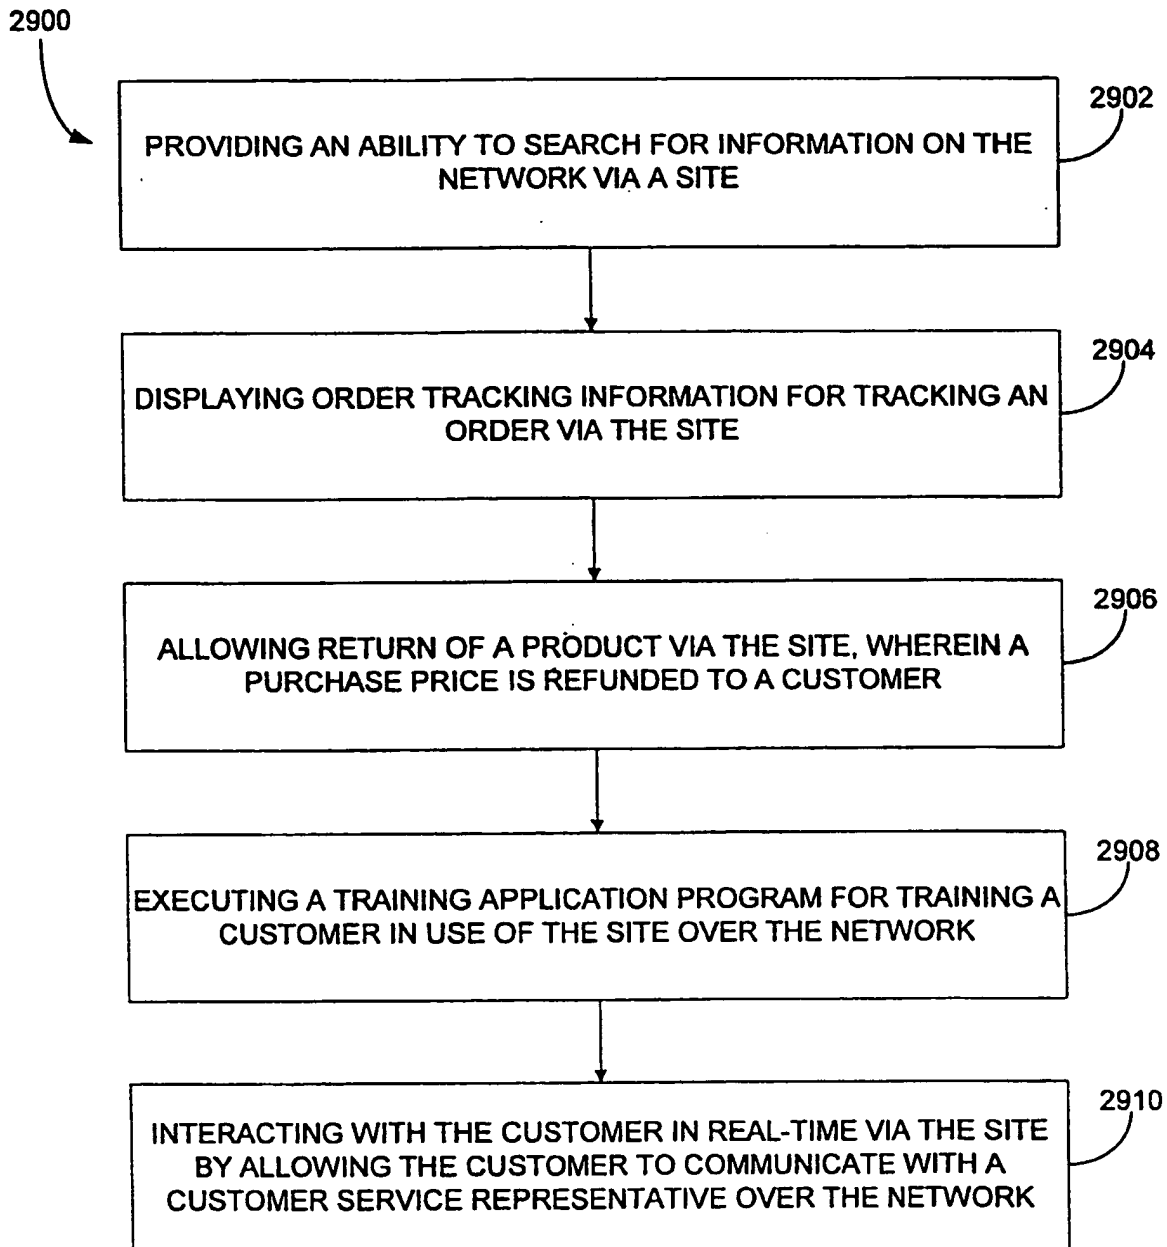 2900
2902
PROVIDING AN ABILITY TO SEARCH FOR INFORMATION ON THE
NETWORK VIA A SITE
2904
DISPLAYING ORDER TRACKING INFORMATION FOR TRACKING AN
ORDER VIA THE SITE
2906
ALLOWING RETURN OF A PRODUCT VIA THE SITE, WHEREIN A
PURCHASE PRICE IS REFUNDED TO A CUSTOMER
2908
EXECUTING A TRAINING APPLICATION PROGRAM FOR TRAINING A
CUSTOMER IN USE OF THE SITE OVER THE NETWORK
2910
INTERACTING WITH THE CUSTOMER IN REAL-TIME VIA THE SITE
BY ALLOWING THE CUSTOMER TO COMMUNICATE WITH A
CUSTOMER SERVICE REPRESENTATIVE OVER THE NETWORK